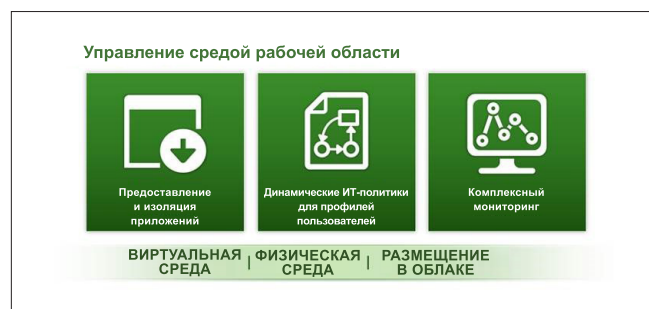 Управление средой рабочей области
Предоставление
и изоляция
приложений
Динамические ИТ-политики
для профилей
пользователей
Комплексный
мониторинг
ВИРТУАЛЬНАЯ
СРЕДА
|
ФИЗИЧЕСКАЯ
СРЕДА
|
РАЗМЕЩЕНИЕ
В ОБЛАКЕ